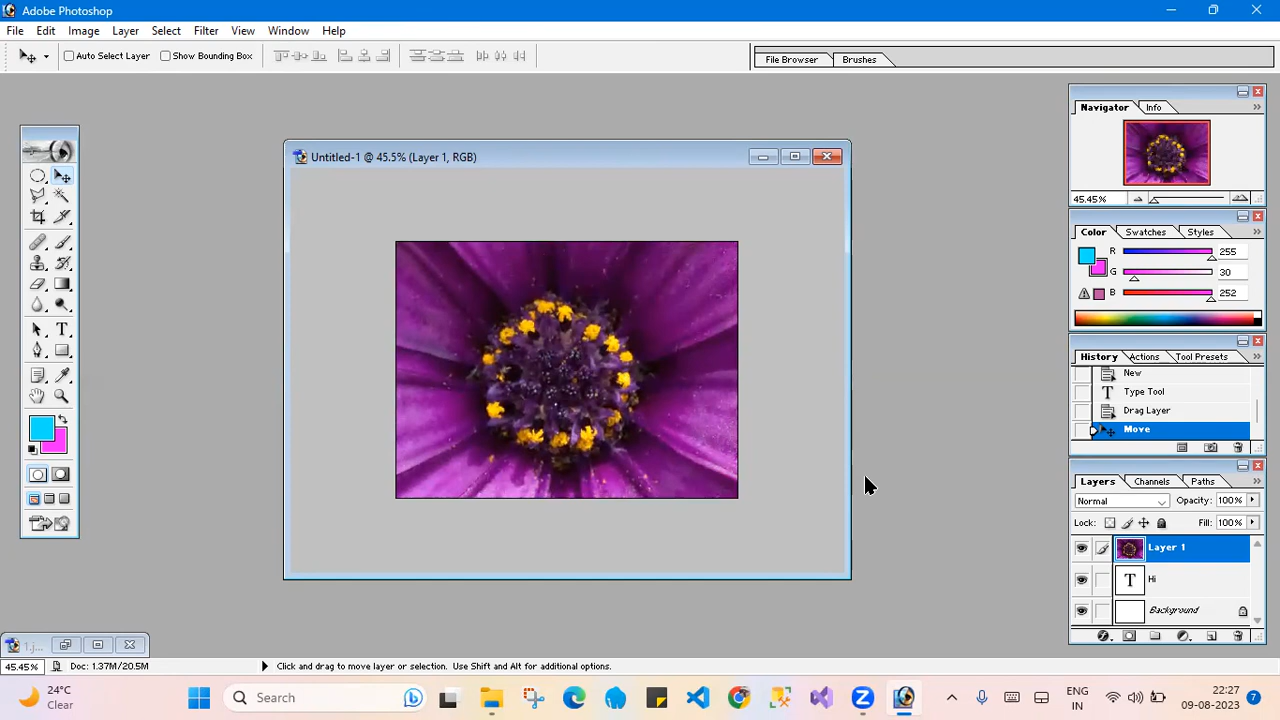 Adobe Photoshop
File Edit Image Layer Select Filter View Window Help
Auto Select Layer Show Bounding Box File Browser Brushes
Untitled-1 @ 45.5% (Layer 1, RGB)
Navigator Info
45.45%
Color Swatches Styles
R 255
G 30
B 252
History Actions Tool Presets
New
T Type Tool
Drag Layer
Move
Layers Channels Paths
Normal Opacity: 100%
Lock: Fill: 100%
Layer 1
T Hi
Background
1.j...
45.45% Doc: 1.37M/20.5M Click and drag to move layer or selection. Use Shift and Alt for additional options.
24°C
Clear
Search
ENG
IN
22:27
09-08-2023
7